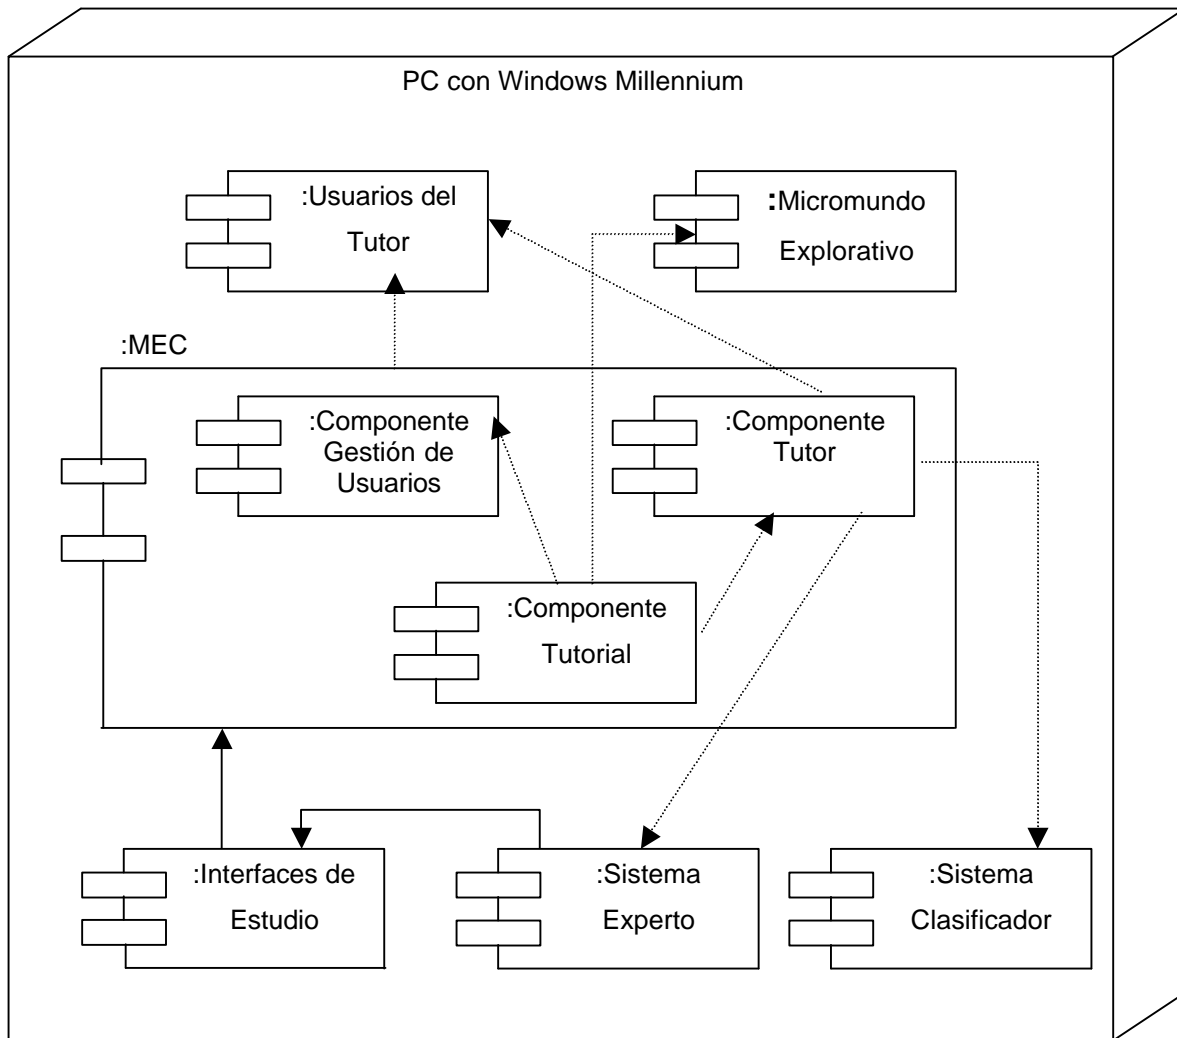 PC con Windows Millennium
:Usuarios del
Tutor
:Micromundo
Explorativo
:MEC
:Componente
Gestión de
Usuarios
:Componente
Tutor
:Componente
Tutorial
:Interfaces de
Estudio
:Sistema
Experto
:Sistema
Clasificador